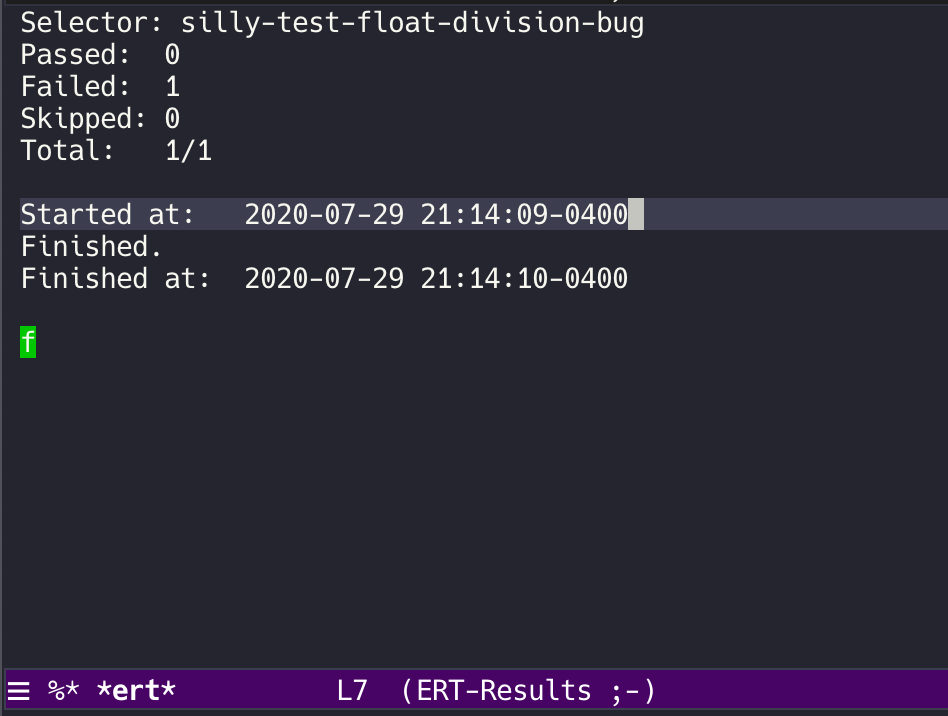 Selector: silly-test-float-division-bug
Passed:  0
Failed:  1
Skipped: 0
Total:   1/1
Started at:   2020-07-29 21:14:09-0400
Finished.
Finished at:  2020-07-29 21:14:10-0400
f
☰ %* *ert* L7 (ERT-Results ;-)